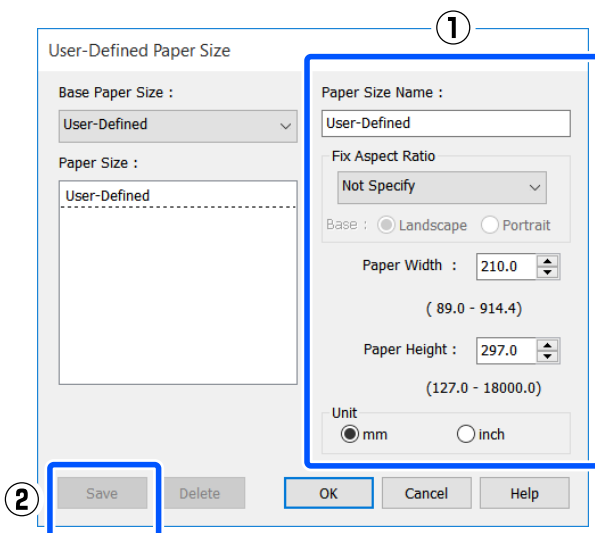 ①
User-Defined Paper Size
Base Paper Size :
User-Defined
Paper Size :
User-Defined
Paper Size Name :
User-Defined
Fix Aspect Ratio
Not Specify
Base : Landscape Portrait
Paper Width : 210.0
( 89.0 - 914.4)
Paper Height : 297.0
(127.0 - 18000.0)
Unit
mm inch
②
Save Delete OK Cancel Help